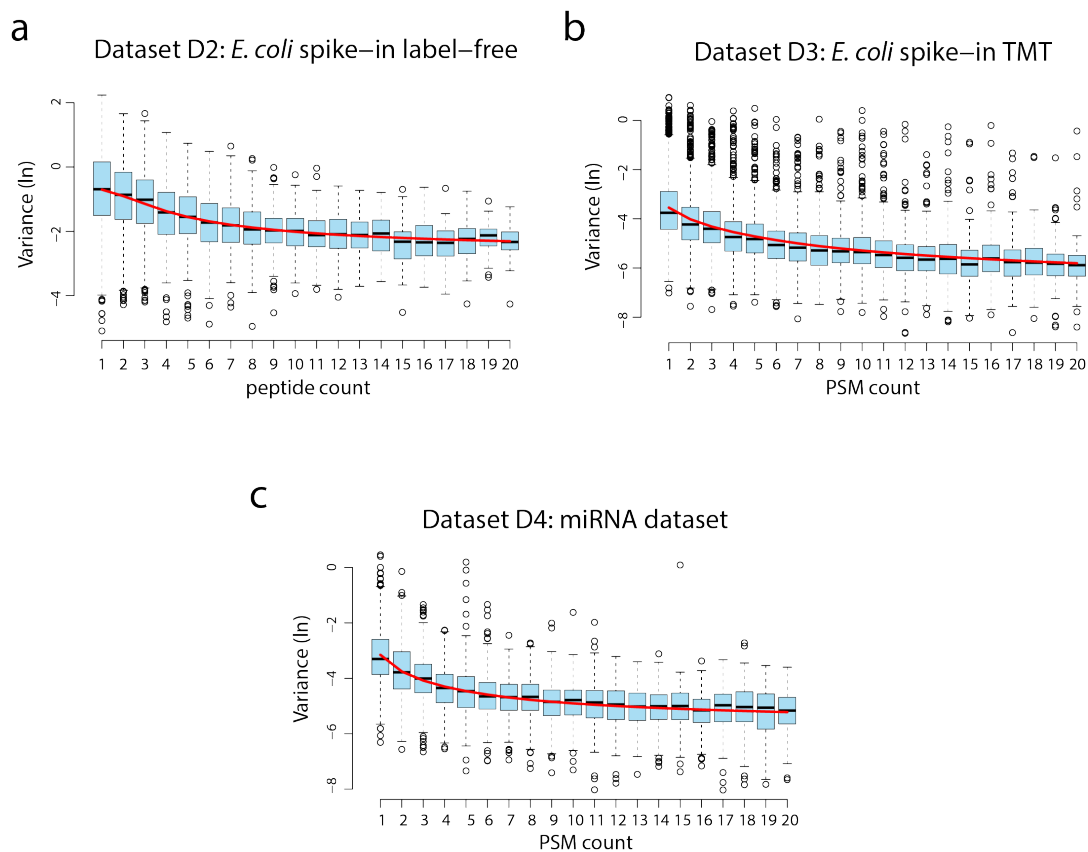 a
Dataset D2: E. coli spike−in label−free
Variance (ln)
2
0
−2
−4
1 2 3 4 5 6 7 8 9 10 11 12 13 14 15 16 17 18 19 20
peptide count
b
Dataset D3: E. coli spike−in TMT
Variance (ln)
0
−2
−4
−6
−8
1 2 3 4 5 6 7 8 9 10 11 12 13 14 15 16 17 18 19 20
PSM count
c
Dataset D4: miRNA dataset
Variance (ln)
0
−2
−4
−6
−8
1 2 3 4 5 6 7 8 9 10 11 12 13 14 15 16 17 18 19 20
PSM count